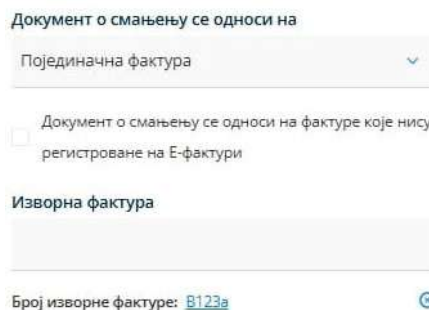 Документ о смањењу се односи на
Појединачна фактура
Документ о смањењу се односи на фактуре које нису
регистроване на Е-фактури
Изворна фактура
Број изворне фактуре: B123a